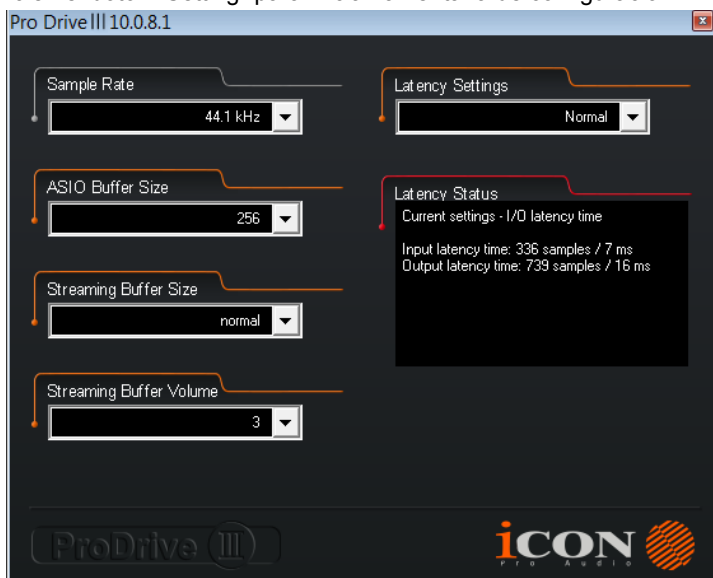 Pro Drive III 10.0.8.1
Sample Rate
44.1 kHz
ASIO Buffer Size
256
Streaming Buffer Size
normal
Streaming Buffer Volume
3
Latency Settings
Normal
Latency Status
Current settings - I/O latency time
Input latency time: 336 samples / 7 ms
Output latency time: 739 samples / 16 ms
ProDrive III
iCON
Pro Audio